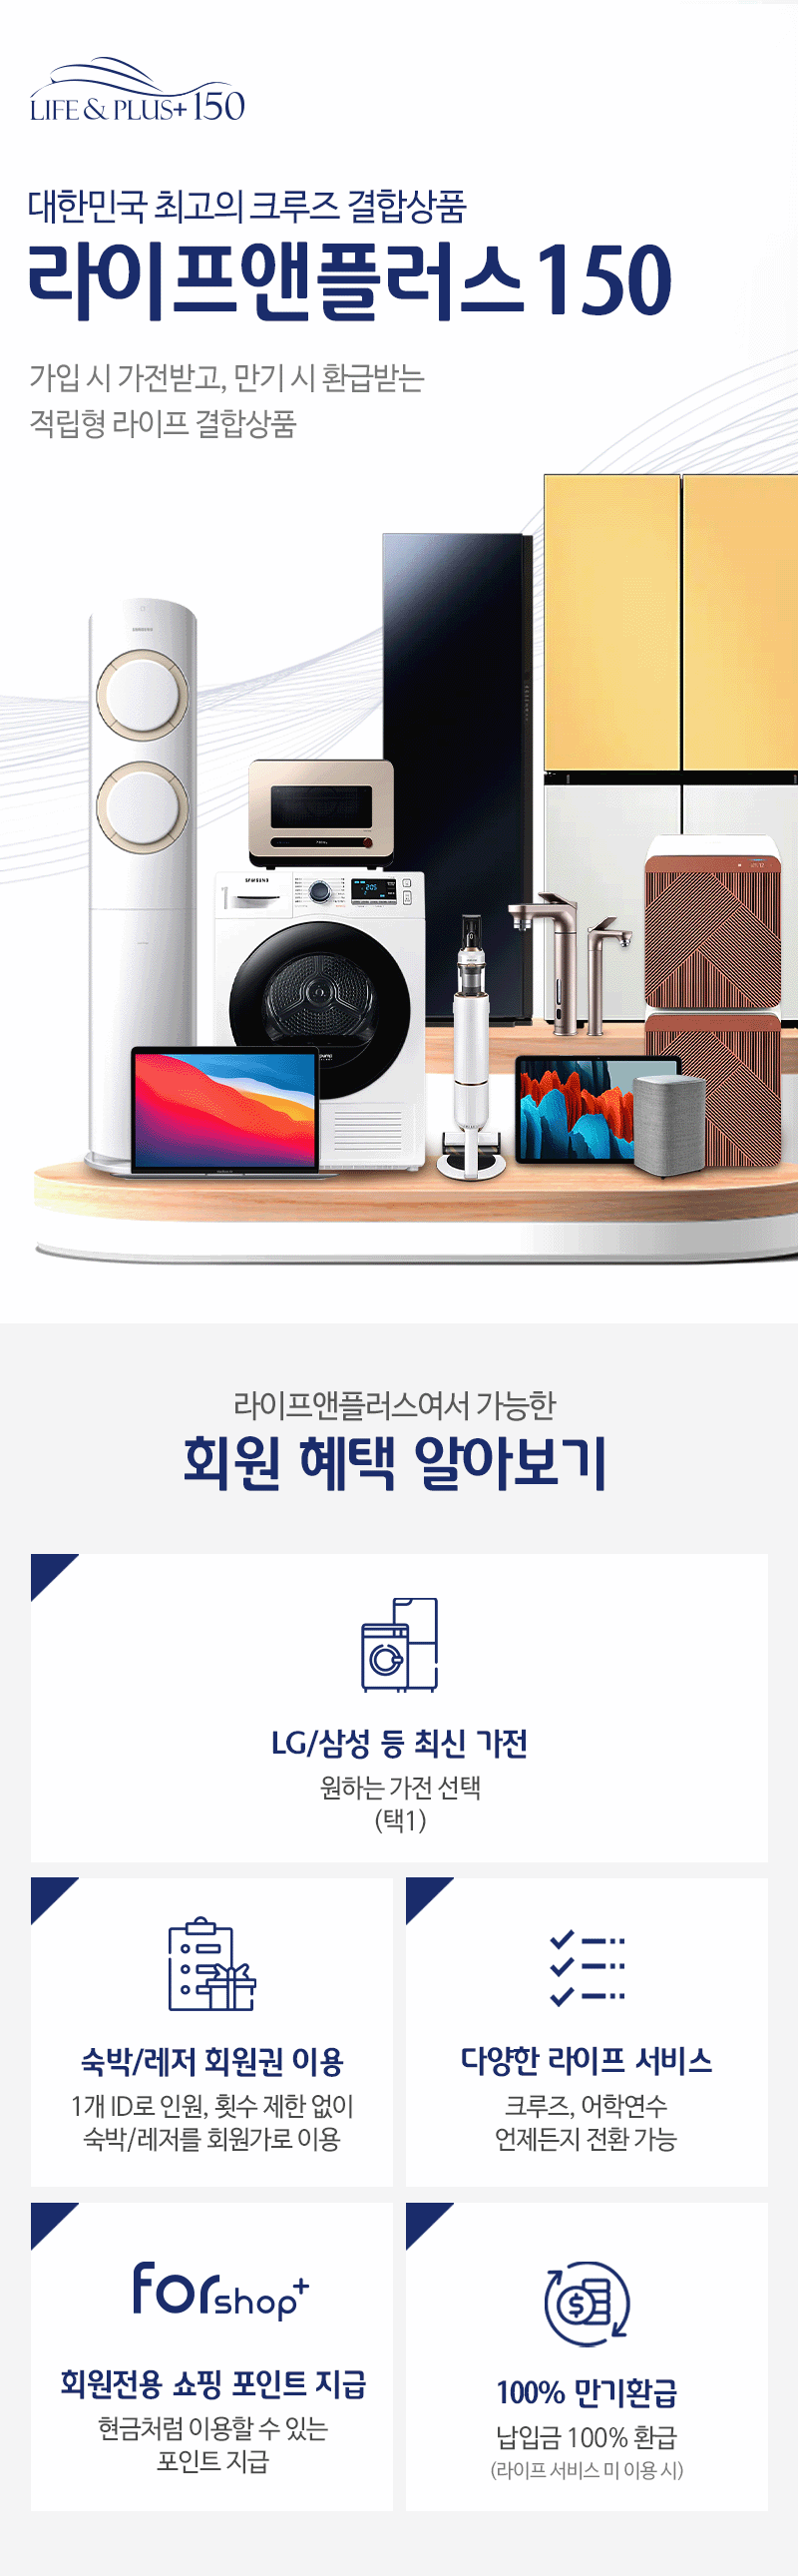 LIFE & PLUS+150
대한민국 최고의 크루즈 결합상품
라이프앤플러스150
가입 시 가전받고, 만기 시 환급받는
적립형 라이프 결합상품
SAMSUNG
SAMSUNG
205
라이프앤플러스여서 가능한
회원 혜택 알아보기
LG/삼성 등 최신 가전
원하는 가전 선택
(택1)
숙박/레저 회원권 이용
1개 ID로 인원, 횟수 제한 없이
숙박/레저를 회원가로 이용
다양한 라이프 서비스
크루즈, 어학연수
언제든지 전환 가능
forshop+
회원전용 쇼핑 포인트 지급
현금처럼 이용할 수 있는
포인트 지급
$
100% 만기환급
납입금 100% 환급
(라이프 서비스 미 이용 시)